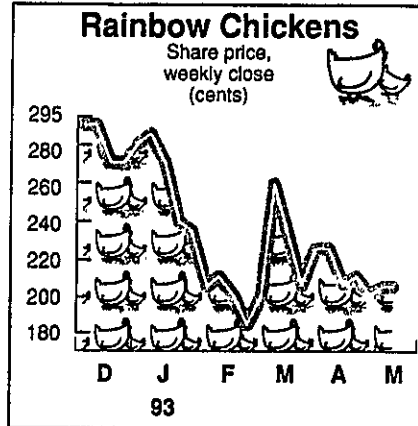 Rainbow Chickens
Share price,
weekly close
(cents)
295
280
260
240
220
200
180
D J F M A M
93